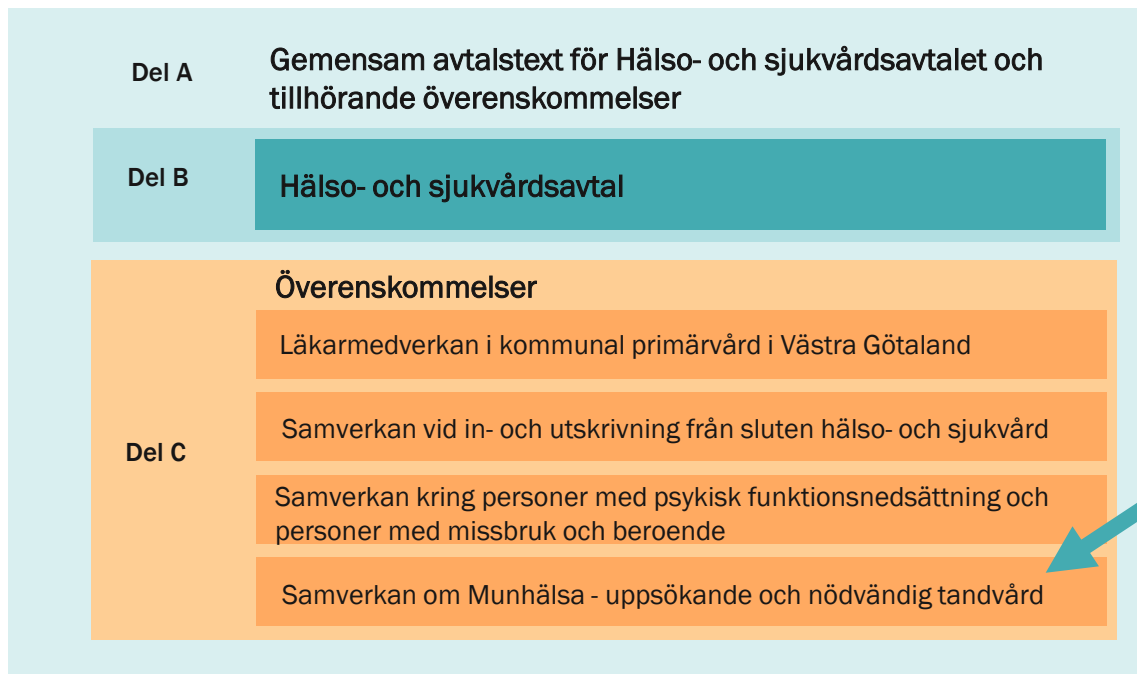 Del A
Gemensam avtalstext för Hälso- och sjukvårdsavtalet och
tillhörande överenskommelser
Del B
Hälso- och sjukvårdsavtal
Del C
Överenskommelser
Läkarmedverkan i kommunal primärvård i Västra Götaland
Samverkan vid in- och utskrivning från sluten hälso- och sjukvård
Samverkan kring personer med psykisk funktionsnedsättning och
personer med missbruk och beroende
Samverkan om Munhälsa - uppsökande och nödvändig tandvård